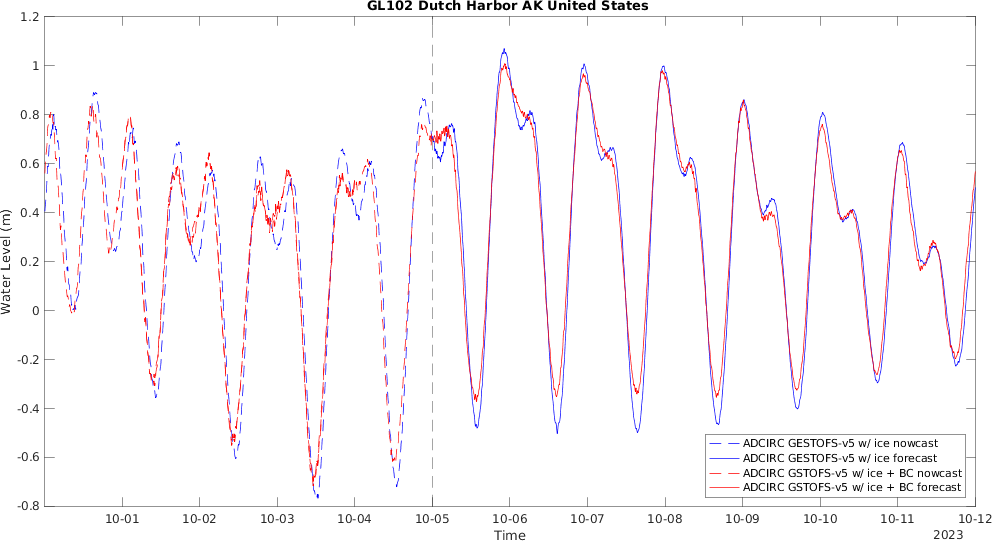 GL102 Dutch Harbor AK United States
1.2
1
0.8
0.6
0.4
0.2
0
-0.2
-0.4
-0.6
-0.8
Water Level (m)
10-01 10-02 10-03 10-04 10-05 10-06 10-07 10-08 10-09 10-10 10-11 10-12
Time
2023
ADCIRC GESTOFS-v5 w/ ice nowcast
ADCIRC GESTOFS-v5 w/ ice forecast
ADCIRC GSTOFS-v5 w/ ice + BC nowcast
ADCIRC GSTOFS-v5 w/ ice + BC forecast